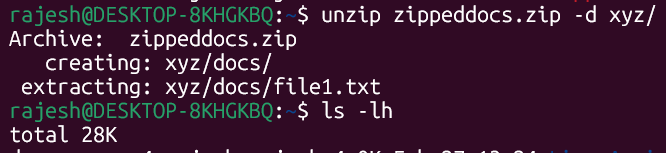 rajesh@DESKTOP-8KHGKBQ:~$ unzip zippeddocs.zip -d xyz/
Archive:  zippeddocs.zip
   creating: xyz/docs/
 extracting: xyz/docs/file1.txt
rajesh@DESKTOP-8KHGKBQ:~$ ls -lh
total 28K